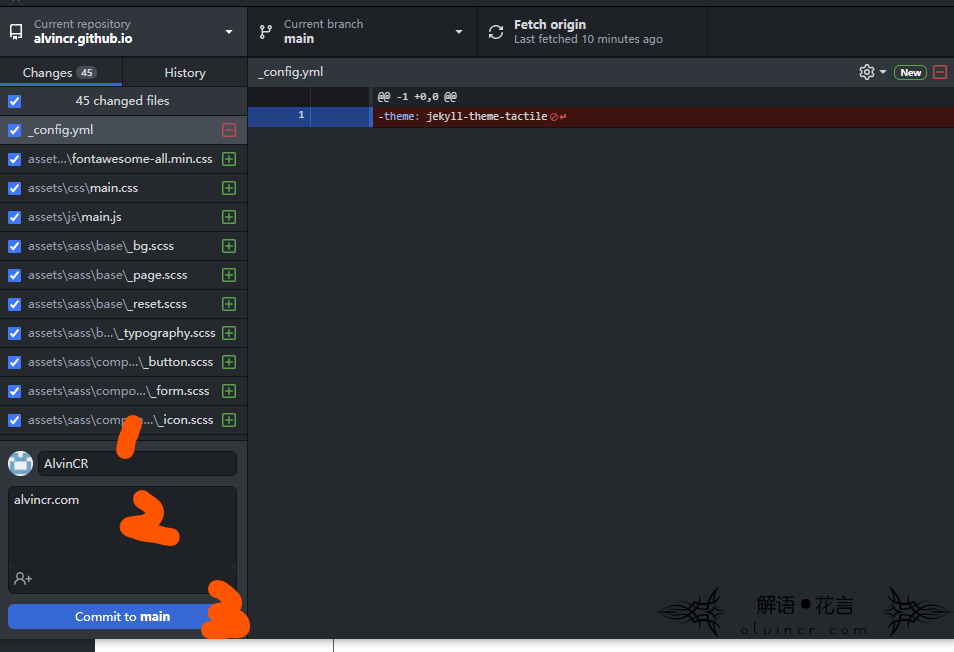 Current repository
alvincr.github.io
Current branch
main
Fetch origin
Last fetched 10 minutes ago
Changes 45
History
_config.yml
New
45 changed files
@@ -1 +0,0 @@
_config.yml
1 -theme: jekyll-theme-tactile
asset...\fontawesome-all.min.css
assets\css\main.css
assets\js\main.js
assets\sass\base\_bg.scss
assets\sass\base\_page.scss
assets\sass\base\_reset.scss
assets\sass\b...\_typography.scss
assets\sass\comp...\_button.scss
assets\sass\compo...\_form.scss
assets\sass\compo...\_icon.scss
1
AlvinCR
alvincr.com
2
Commit to main
3
解语●花言
alvincr.com